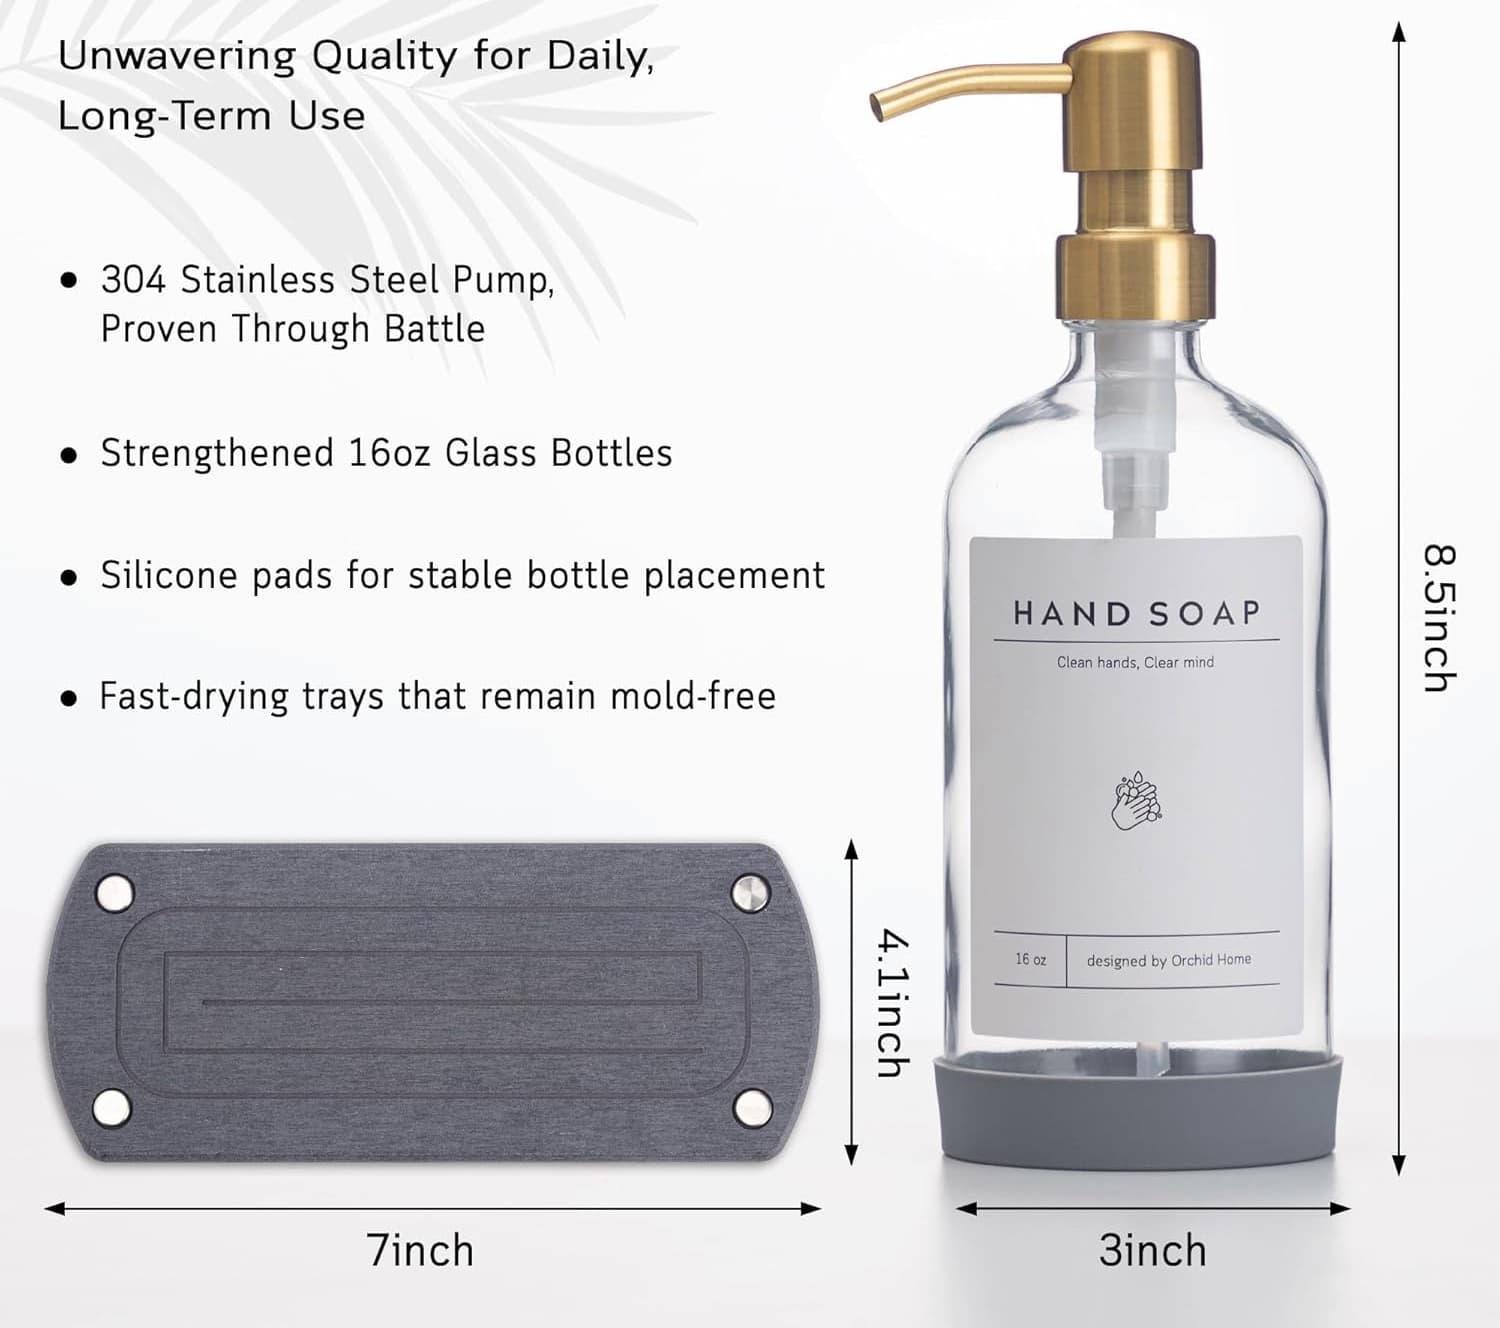 Unwavering Quality for Daily,
Long-Term Use
304 Stainless Steel Pump,
Proven Through Battle
Strengthened 16oz Glass Bottles
Silicone pads for stable bottle placement
Fast-drying trays that remain mold-free
HAND SOAP
Clean hands, Clear mind
16 oz
designed by Orchid Home
8.5inch
4.1inch
7inch
3inch